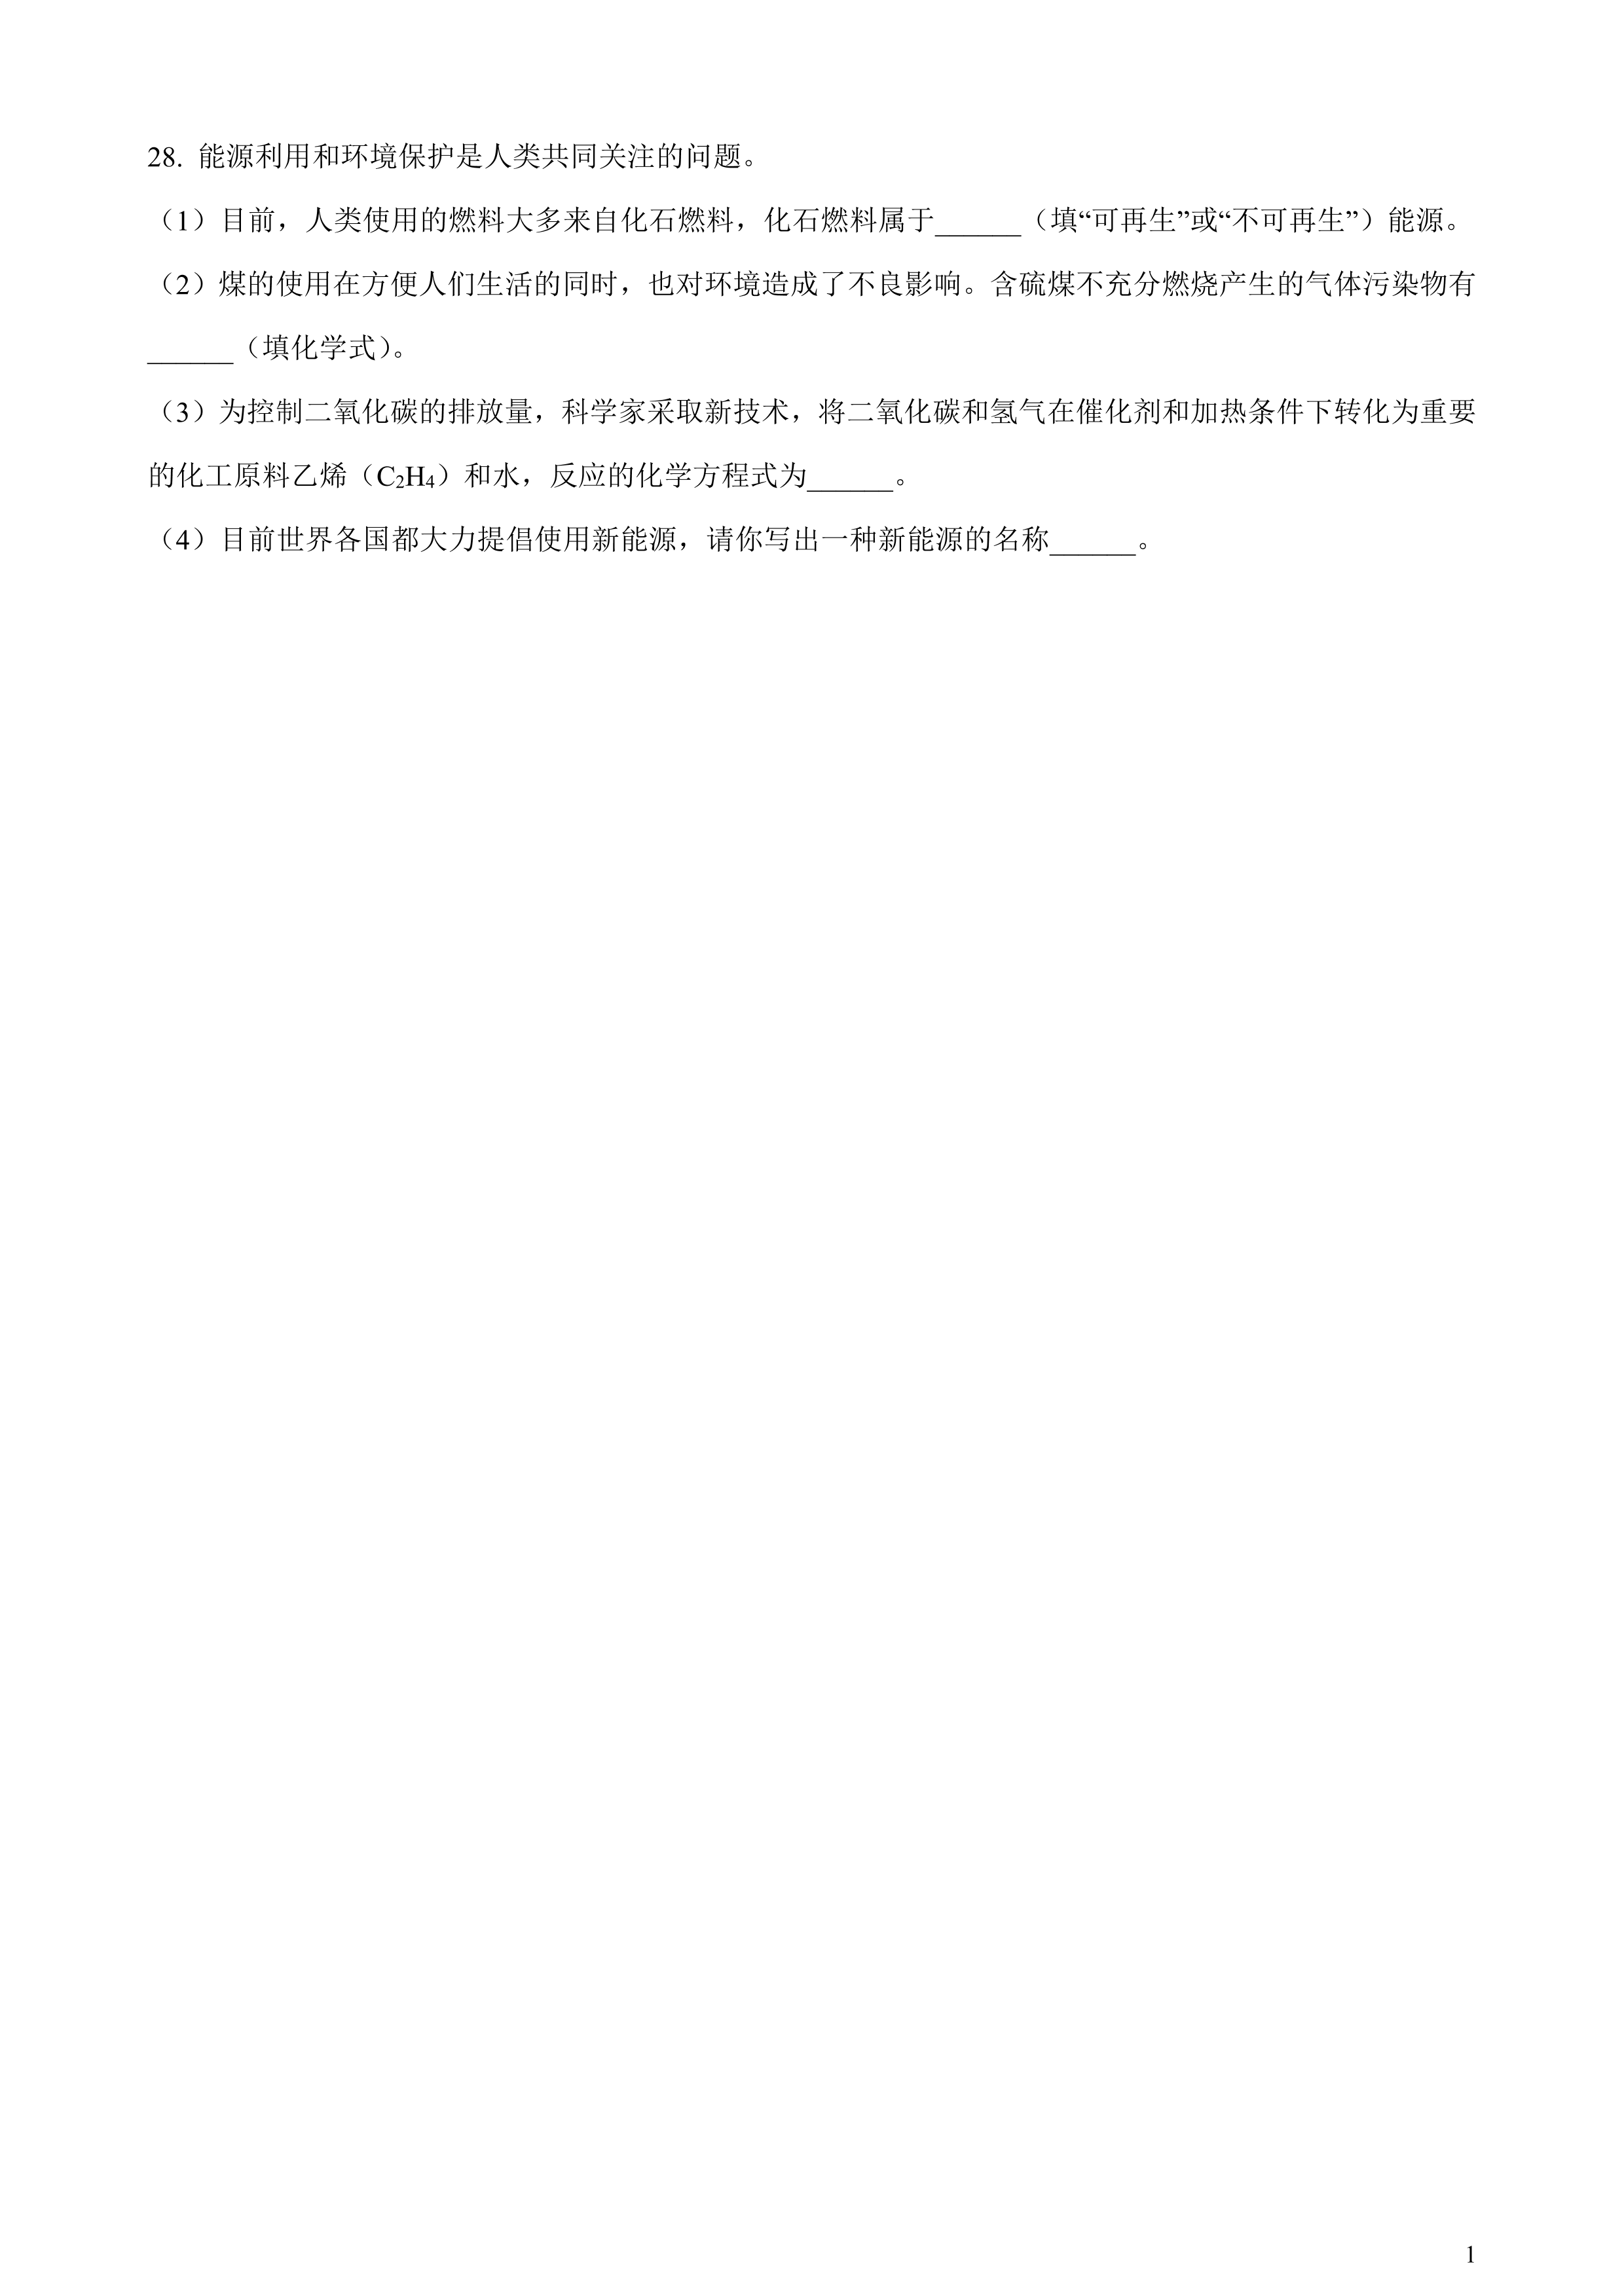 28. 能源利用和环境保护是人类共同关注的问题。
（1）目前，人类使用的燃料大多来自化石燃料，化石燃料属于______（填“可再生”或“不可再生”）能源。
（2）煤的使用在方便人们生活的同时，也对环境造成了不良影响。含硫煤不充分燃烧产生的气体污染物有
______（填化学式）。
（3）为控制二氧化碳的排放量，科学家采取新技术，将二氧化碳和氢气在催化剂和加热条件下转化为重要
的化工原料乙烯（C₂H₄）和水，反应的化学方程式为______。
（4）目前世界各国都大力提倡使用新能源，请你写出一种新能源的名称______。
1